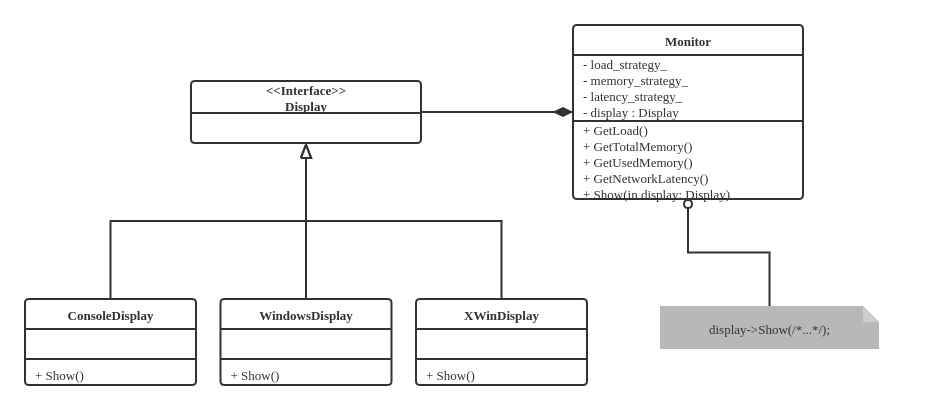 <<Interface>>
Display
Monitor
- load_strategy_
- memory_strategy_
- latency_strategy_
- display : Display
+ GetLoad()
+ GetTotalMemory()
+ GetUsedMemory()
+ GetNetworkLatency()
+ Show(in display: Display)
ConsoleDisplay
+ Show()
WindowsDisplay
+ Show()
XWinDisplay
+ Show()
display->Show(/*...*/);